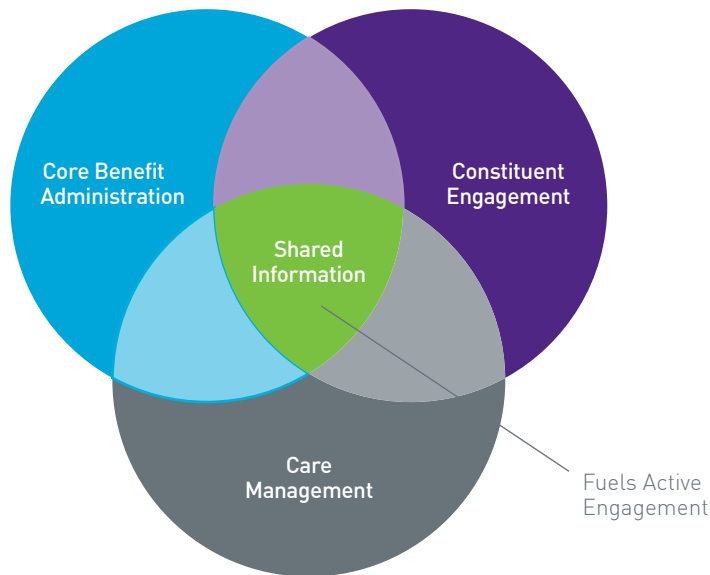 Core Benefit
Administration
Constituent
Engagement
Shared
Information
Care
Management
Fuels Active
Engagement